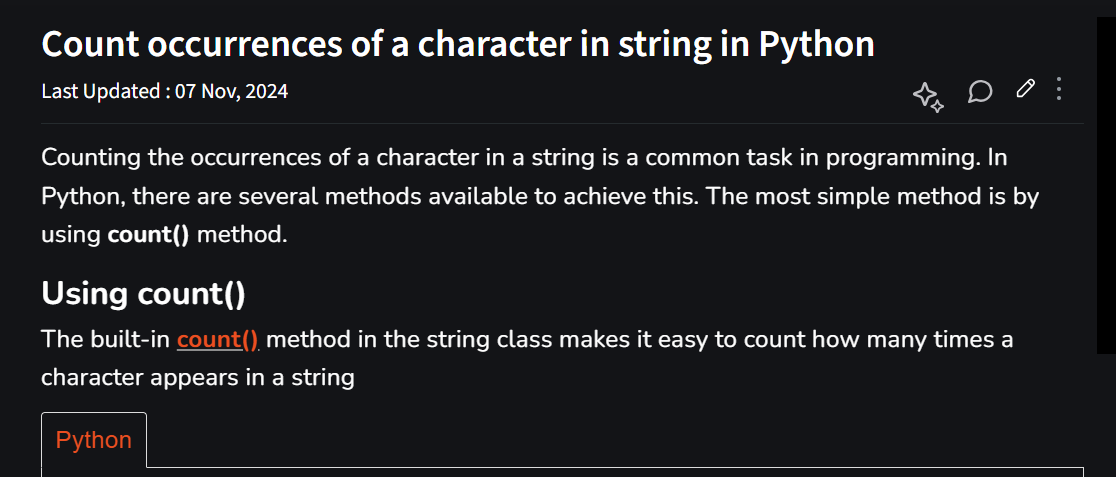 Count occurrences of a character in string in Python
Last Updated : 07 Nov, 2024
Counting the occurrences of a character in a string is a common task in programming. In
Python, there are several methods available to achieve this. The most simple method is by
using count() method.
Using count()
The built-in count() method in the string class makes it easy to count how many times a
character appears in a string
Python